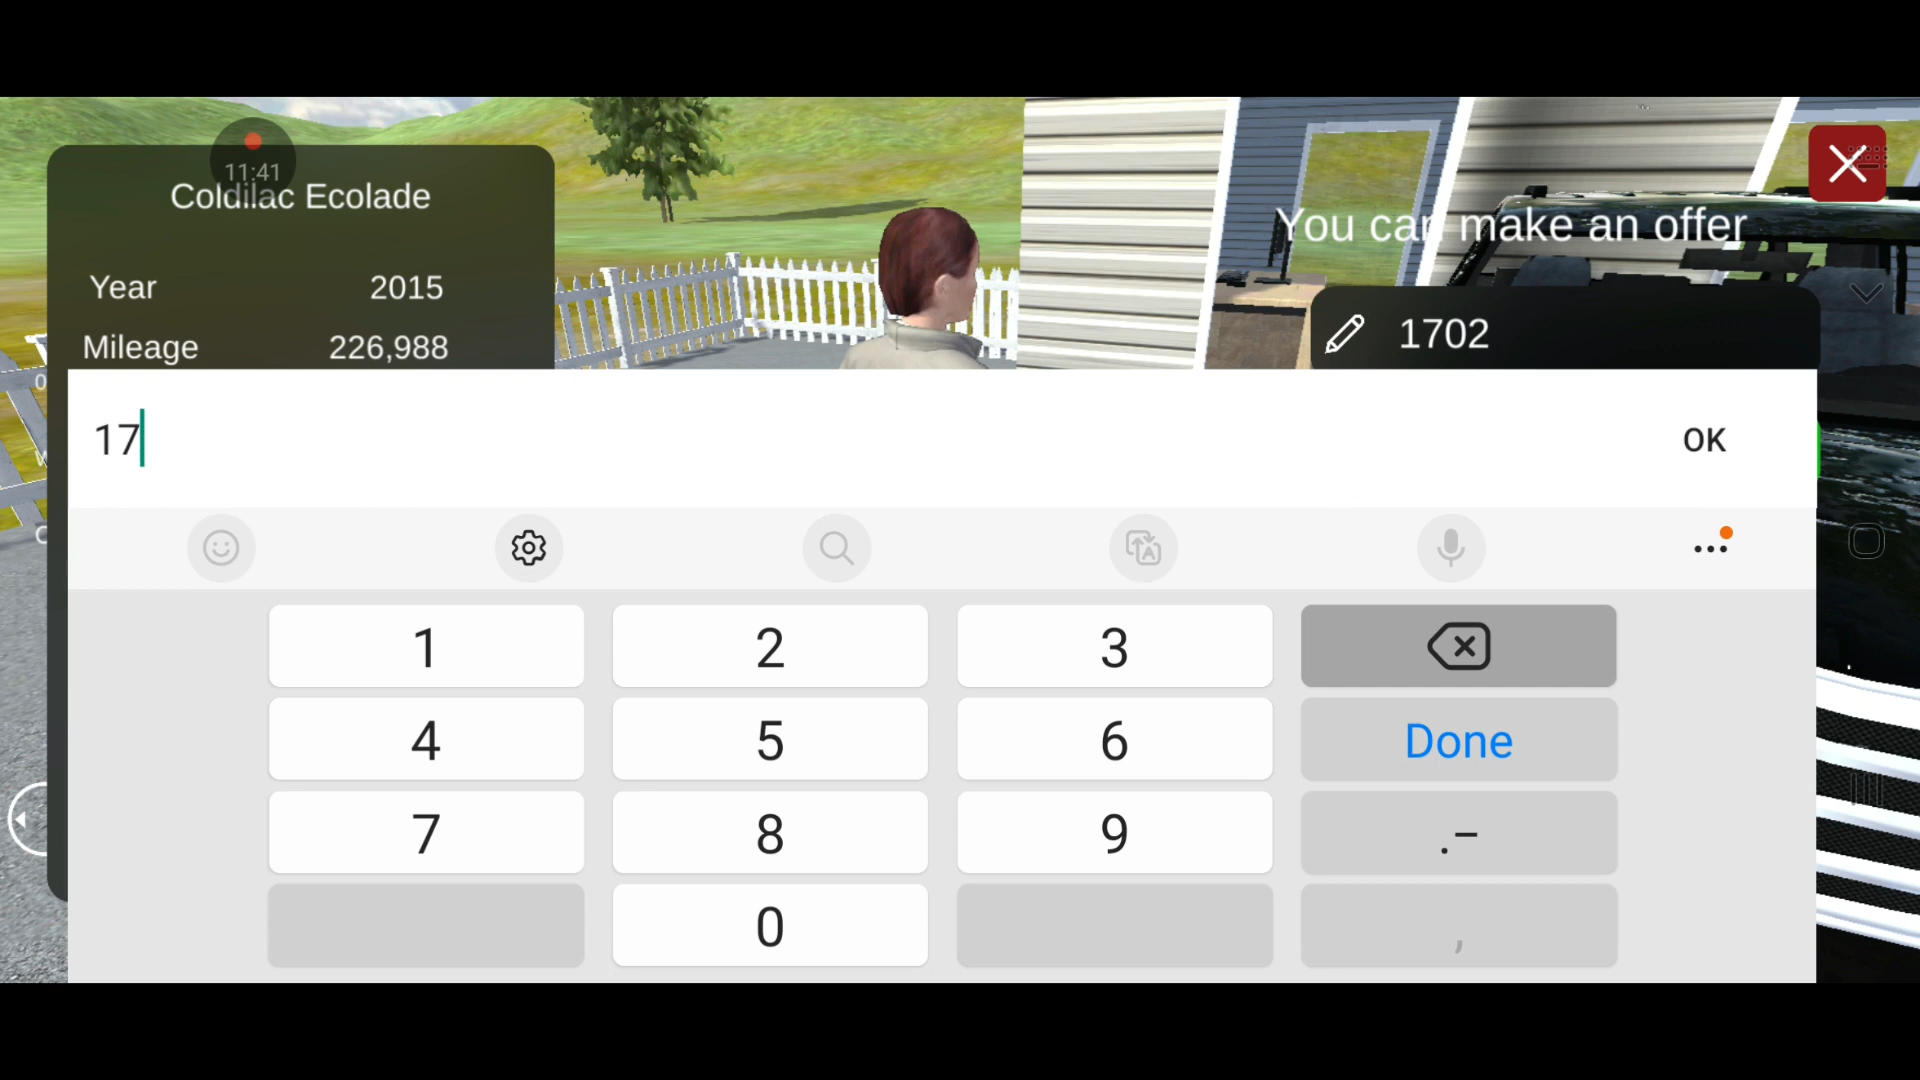 11:41
Coldilac Ecolade
You can make an offer
Year 2015
1702
Mileage 226,988
17
OK
1 2 3
4 5 6 Done
7 8 9 .-
0 ,